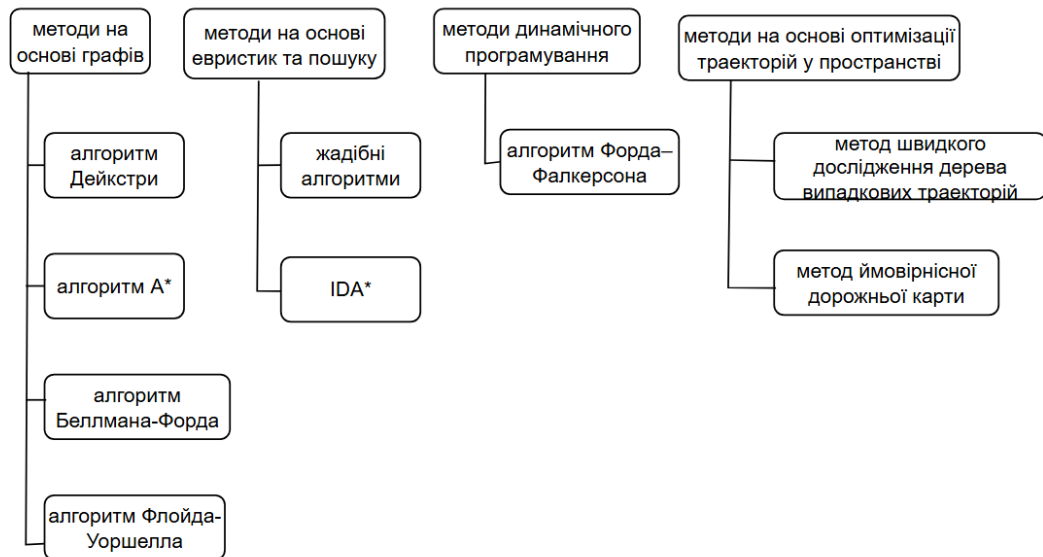 методи на
основі графів
алгоритм
Дейкстри
алгоритм А*
алгоритм
Беллмана-Форда
алгоритм Флойда-
Уоршелла
методи на основі
евристик та пошуку
жадібні
алгоритми
IDA*
методи динамічного
програмування
алгоритм Форда–
Фалкерсона
методи на основі оптимізації
траекторій у пространстві
метод швидкого
дослідження дерева
випадкових траекторій
метод ймовірнісної
дорожньої карти